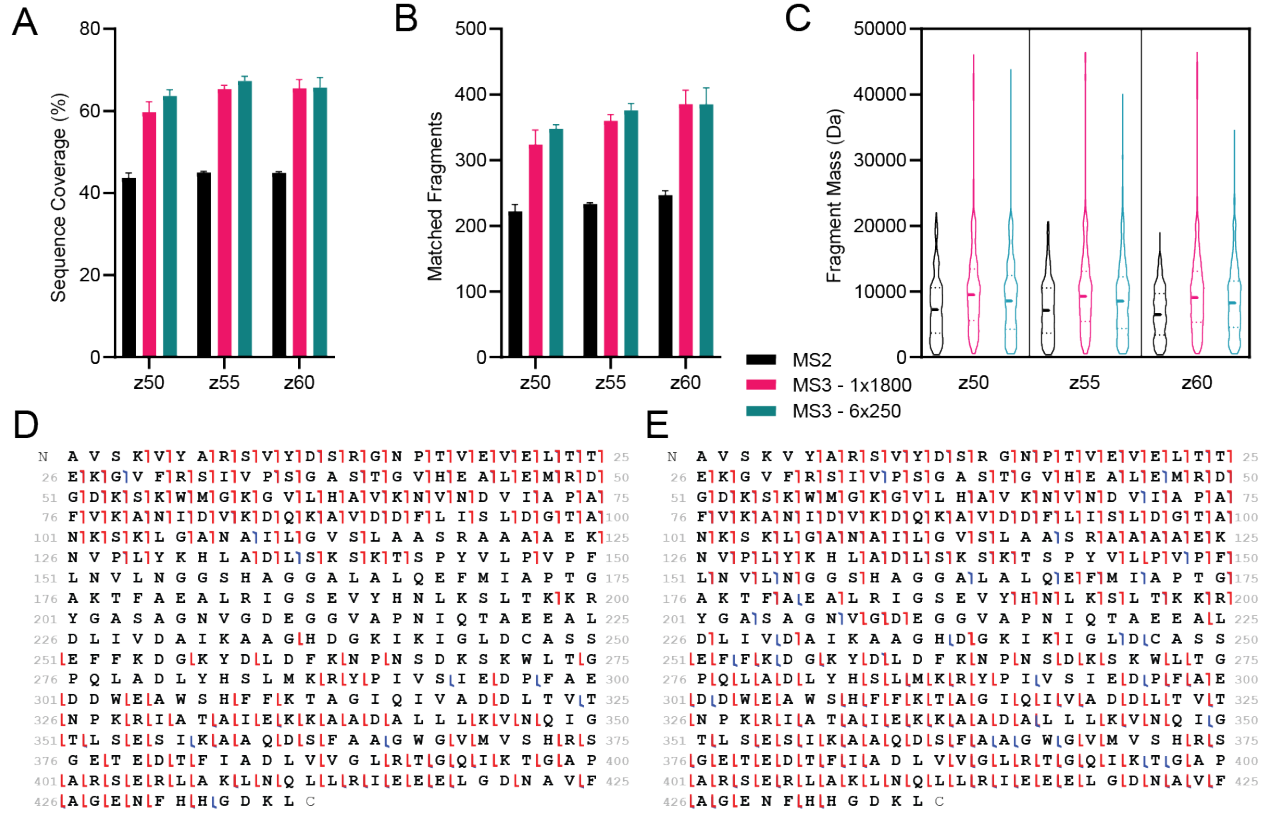 A
80
60
40
20
0
Sequence Coverage (%)
z50 z55 z60
B
500
400
300
200
100
0
Matched Fragments
z50 z55 z60
C
50000
40000
30000
20000
10000
0
Fragment Mass (Da)
z50 z55 z60
MS2
MS3 - 1x1800
MS3 - 6x250
D
N A V S K V Y A R S V Y D S R G N P T V E V E L T T 25
26 E K G V F R S I V P S G A S T G V H E A L E M R D 50
51 G D K S K W M G K G V L H A V K N V N D V I A P A 75
76 F V K A N I D V K D Q K A V D D F L I S L D G T A 100
101 N K S K L G A N A I L G V S L A A S R A A A A E K 125
126 N V P L Y K H L A D L S K S K T S P Y V L P V P F 150
151 L N V L N G G S H A G G A L A L Q E F M I A P T G 175
176 A K T F A E A L R I G S E V Y H N L K S L T K K R 200
201 Y G A S A G N V G D E G G V A P N I Q T A E E A L 225
226 D L I V D A I K A A G H D G K I K I G L D C A S S 250
251 E F F K D G K Y D L D F K N P N S D K S K W L T G 275
276 P Q L A D L Y H S L M K R Y P I V S I E D P F A E 300
301 D D W E A W S H F F K T A G I Q I V A D D L T V T 325
326 N P K R I A T A I E K K A A D A L L L K V N Q I G 350
351 T L S E S I K A A Q D S F A A G W G V M V S H R S 375
376 G E T E D T F I A D L V V G L R T G Q I K T G A P 400
401 A R S E R L A K L N Q L L R I E E E L G D N A V F 425
426 A G E N F H H G D K L C
E
N A V S K V Y A R S V Y D S R G N P T V E V E L T T 25
26 E K G V F R S I V P S G A S T G V H E A L E M R D 50
51 G D K S K W M G K G V L H A V K N V N D V I A P A 75
76 F V K A N I D V K D Q K A V D D F L I S L D G T A 100
101 N K S K L G A N A I L G V S L A A S R A A A A E K 125
126 N V P L Y K H L A D L S K S K T S P Y V L P V P F 150
151 L N V L N G G S H A G G A L A L Q E F M I A P T G 175
176 A K T F A E A L R I G S E V Y H N L K S L T K K R 200
201 Y G A S A G N V G D E G G V A P N I Q T A E E A L 225
226 D L I V D A I K A A G H D G K I K I G L D C A S S 250
251 E F F K D G K Y D L D F K N P N S D K S K W L T G 275
276 P Q L A D L Y H S L M K R Y P I V S I E D P F A E 300
301 D D W E A W S H F F K T A G I Q I V A D D L T V T 325
326 N P K R I A T A I E K K A A D A L L L K V N Q I G 350
351 T L S E S I K A A Q D S F A A G W G V M V S H R S 375
376 G E T E D T F I A D L V V G L R T G Q I K T G A P 400
401 A R S E R L A K L N Q L L R I E E E L G D N A V F 425
426 A G E N F H H G D K L C